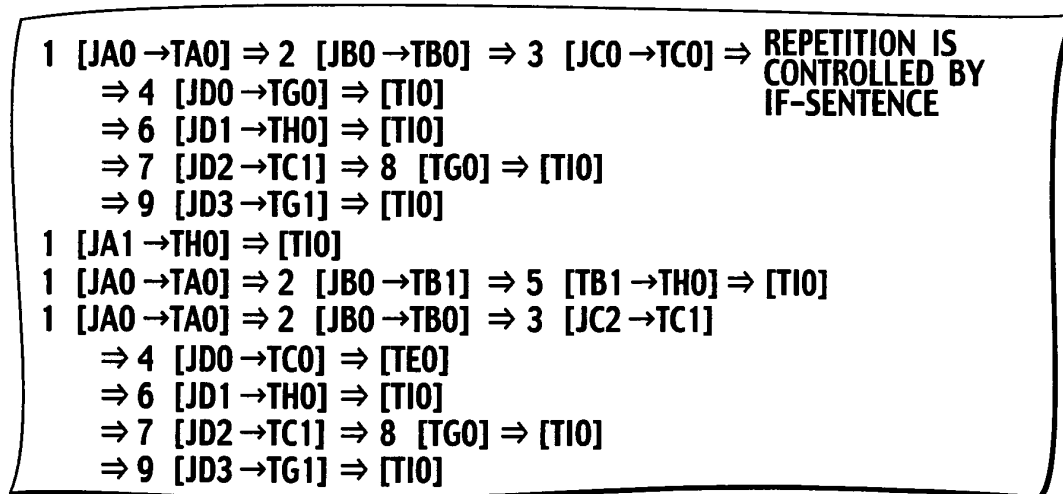 1 [JA0→TA0] ⇒ 2 [JB0→TB0] ⇒ 3 [JC0→TC0] ⇒ REPETITION IS
CONTROLLED BY
IF-SENTENCE
⇒ 4 [JD0→TG0] ⇒ [TI0]
⇒ 6 [JD1→TH0] ⇒ [TI0]
⇒ 7 [JD2→TC1] ⇒ 8 [TG0] ⇒ [TI0]
⇒ 9 [JD3→TG1] ⇒ [TI0]
1 [JA1→TH0] ⇒ [TI0]
1 [JA0→TA0] ⇒ 2 [JB0→TB1] ⇒ 5 [TB1→TH0] ⇒ [TI0]
1 [JA0→TA0] ⇒ 2 [JB0→TB0] ⇒ 3 [JC2→TC1]
⇒ 4 [JD0→TC0] ⇒ [TE0]
⇒ 6 [JD1→TH0] ⇒ [TI0]
⇒ 7 [JD2→TC1] ⇒ 8 [TG0] ⇒ [TI0]
⇒ 9 [JD3→TG1] ⇒ [TI0]